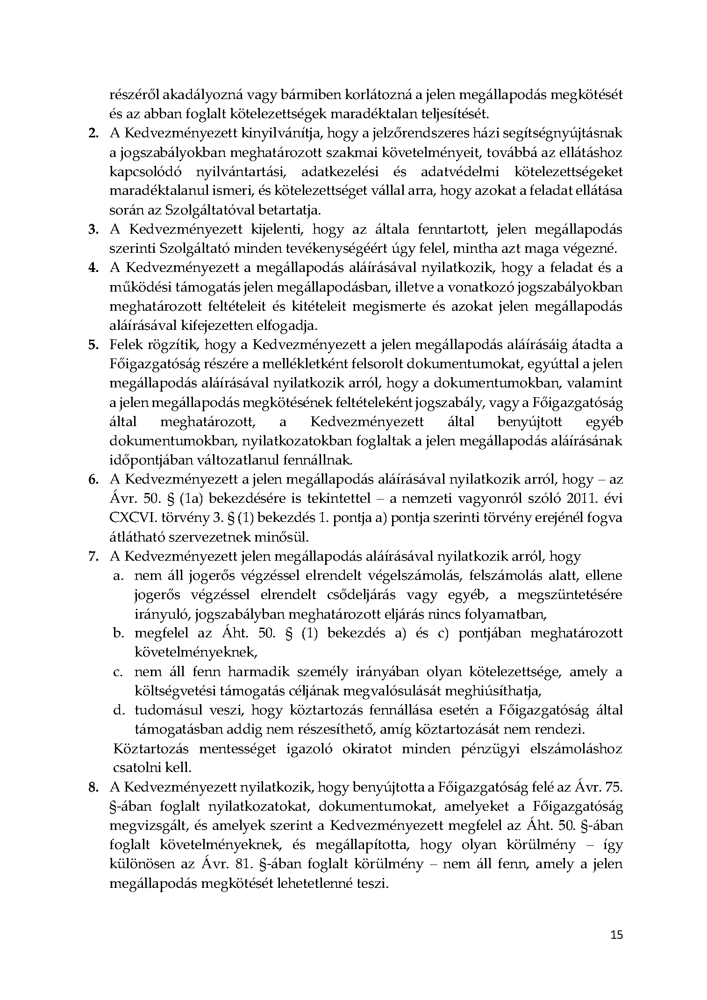 részéről akadályozná vagy bármiben korlátozná a jelen megállapodás megkötését
és az abban foglalt kötelezettségek maradéktalan teljesítését.
2. A Kedvezményezett kinyilvánítja, hogy a jelzőrendszeres házi segítségnyújtásnak
a jogszabályokban meghatározott szakmai követelményeit, továbbá az ellátáshoz
kapcsolódó nyilvántartási, adatkezelési és adatvédelmi kötelezettségeket
maradéktalanul ismeri, és kötelezettséget vállal arra, hogy azokat a feladat ellátása
során az Szolgáltatóval betartatja.
3. A Kedvezményezett kijelenti, hogy az általa fenntartott, jelen megállapodás
szerinti Szolgáltató minden tevékenységéért úgy felel, mintha azt maga végezné.
4. A Kedvezményezett a megállapodás aláírásával nyilatkozik, hogy a feladat és a
működési támogatás jelen megállapodásban, illetve a vonatkozó jogszabályokban
meghatározott feltételeit és kitételeit megismerte és azokat jelen megállapodás
aláírásával kifejezetten elfogadja.
5. Felek rögzítik, hogy a Kedvezményezett a jelen megállapodás aláírásáig átadta a
Főigazgatóság részére a mellékletként felsorolt dokumentumokat, egyúttal a jelen
megállapodás aláírásával nyilatkozik arról, hogy a dokumentumokban, valamint
a jelen megállapodás megkötésének feltételeként jogszabály, vagy a Főigazgatóság
által meghatározott, a Kedvezményezett által benyújtott egyéb
dokumentumokban, nyilatkozatokban foglaltak a jelen megállapodás aláírásának
időpontjában változatlanul fennállnak.
6. A Kedvezményezett a jelen megállapodás aláírásával nyilatkozik arról, hogy – az
Ávr. 50. § (1a) bekezdésére is tekintettel – a nemzeti vagyonról szóló 2011. évi
CXCVI. törvény 3. § (1) bekezdés 1. pontja a) pontja szerinti törvény erejénél fogva
átlátható szervezetnek minősül.
7. A Kedvezményezett jelen megállapodás aláírásával nyilatkozik arról, hogy
a. nem áll jogerős végzéssel elrendelt végelszámolás, felszámolás alatt, ellene
jogerős végzéssel elrendelt csődeljárás vagy egyéb, a megszüntetésére
irányuló, jogszabályban meghatározott eljárás nincs folyamatban,
b. megfelel az Áht. 50. § (1) bekezdés a) és c) pontjában meghatározott
követelményeknek,
c. nem áll fenn harmadik személy irányában olyan kötelezettsége, amely a
költségvetési támogatás céljának megvalósulását meghiúsíthatja,
d. tudomásul veszi, hogy köztartozás fennállása esetén a Főigazgatóság által
támogatásban addig nem részesíthető, amíg köztartozását nem rendezi.
Köztartozás mentességet igazoló okiratot minden pénzügyi elszámoláshoz
csatolni kell.
8. A Kedvezményezett nyilatkozik, hogy benyújtotta a Főigazgatóság felé az Ávr. 75.
§-ában foglalt nyilatkozatokat, dokumentumokat, amelyeket a Főigazgatóság
megvizsgált, és amelyek szerint a Kedvezményezett megfelel az Áht. 50. §-ában
foglalt követelményeknek, és megállapította, hogy olyan körülmény – így
különösen az Ávr. 81. §-ában foglalt körülmény – nem áll fenn, amely a jelen
megállapodás megkötését lehetetlenné teszi.
15